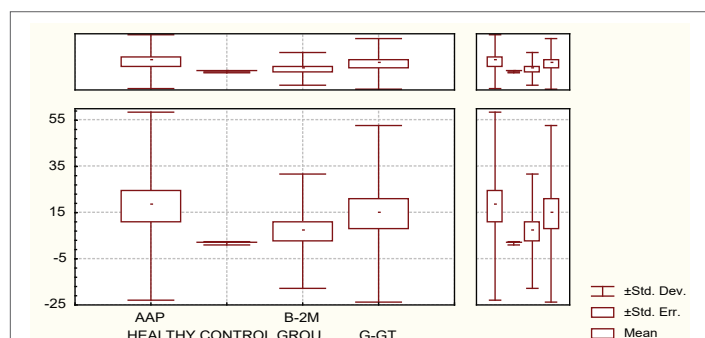 55
35
15
-5
-25
AAP B-2M
HEALTHY CONTROL GROU G-GT
±Std. Dev.
±Std. Err.
Mean